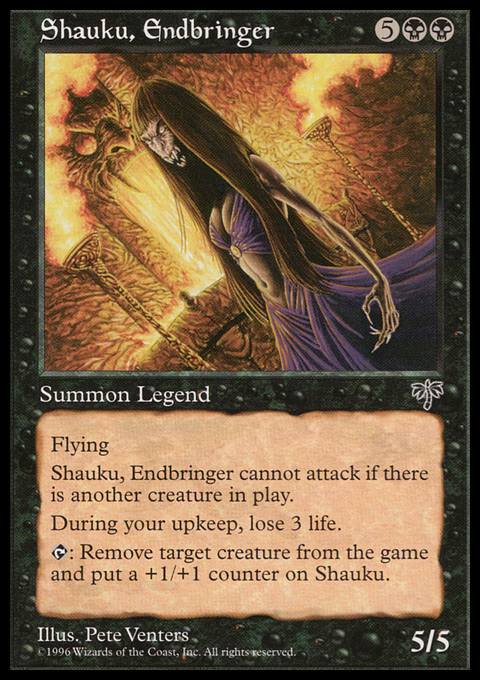 Shauku, Endbringer 5
Summon Legend
Flying
Shauku, Endbringer cannot attack if there
is another creature in play.
During your upkeep, lose 3 life.
: Remove target creature from the game
and put a +1/+1 counter on Shauku.
Illus. Pete Venters
©1996 Wizards of the Coast, Inc. All rights reserved.
5/5